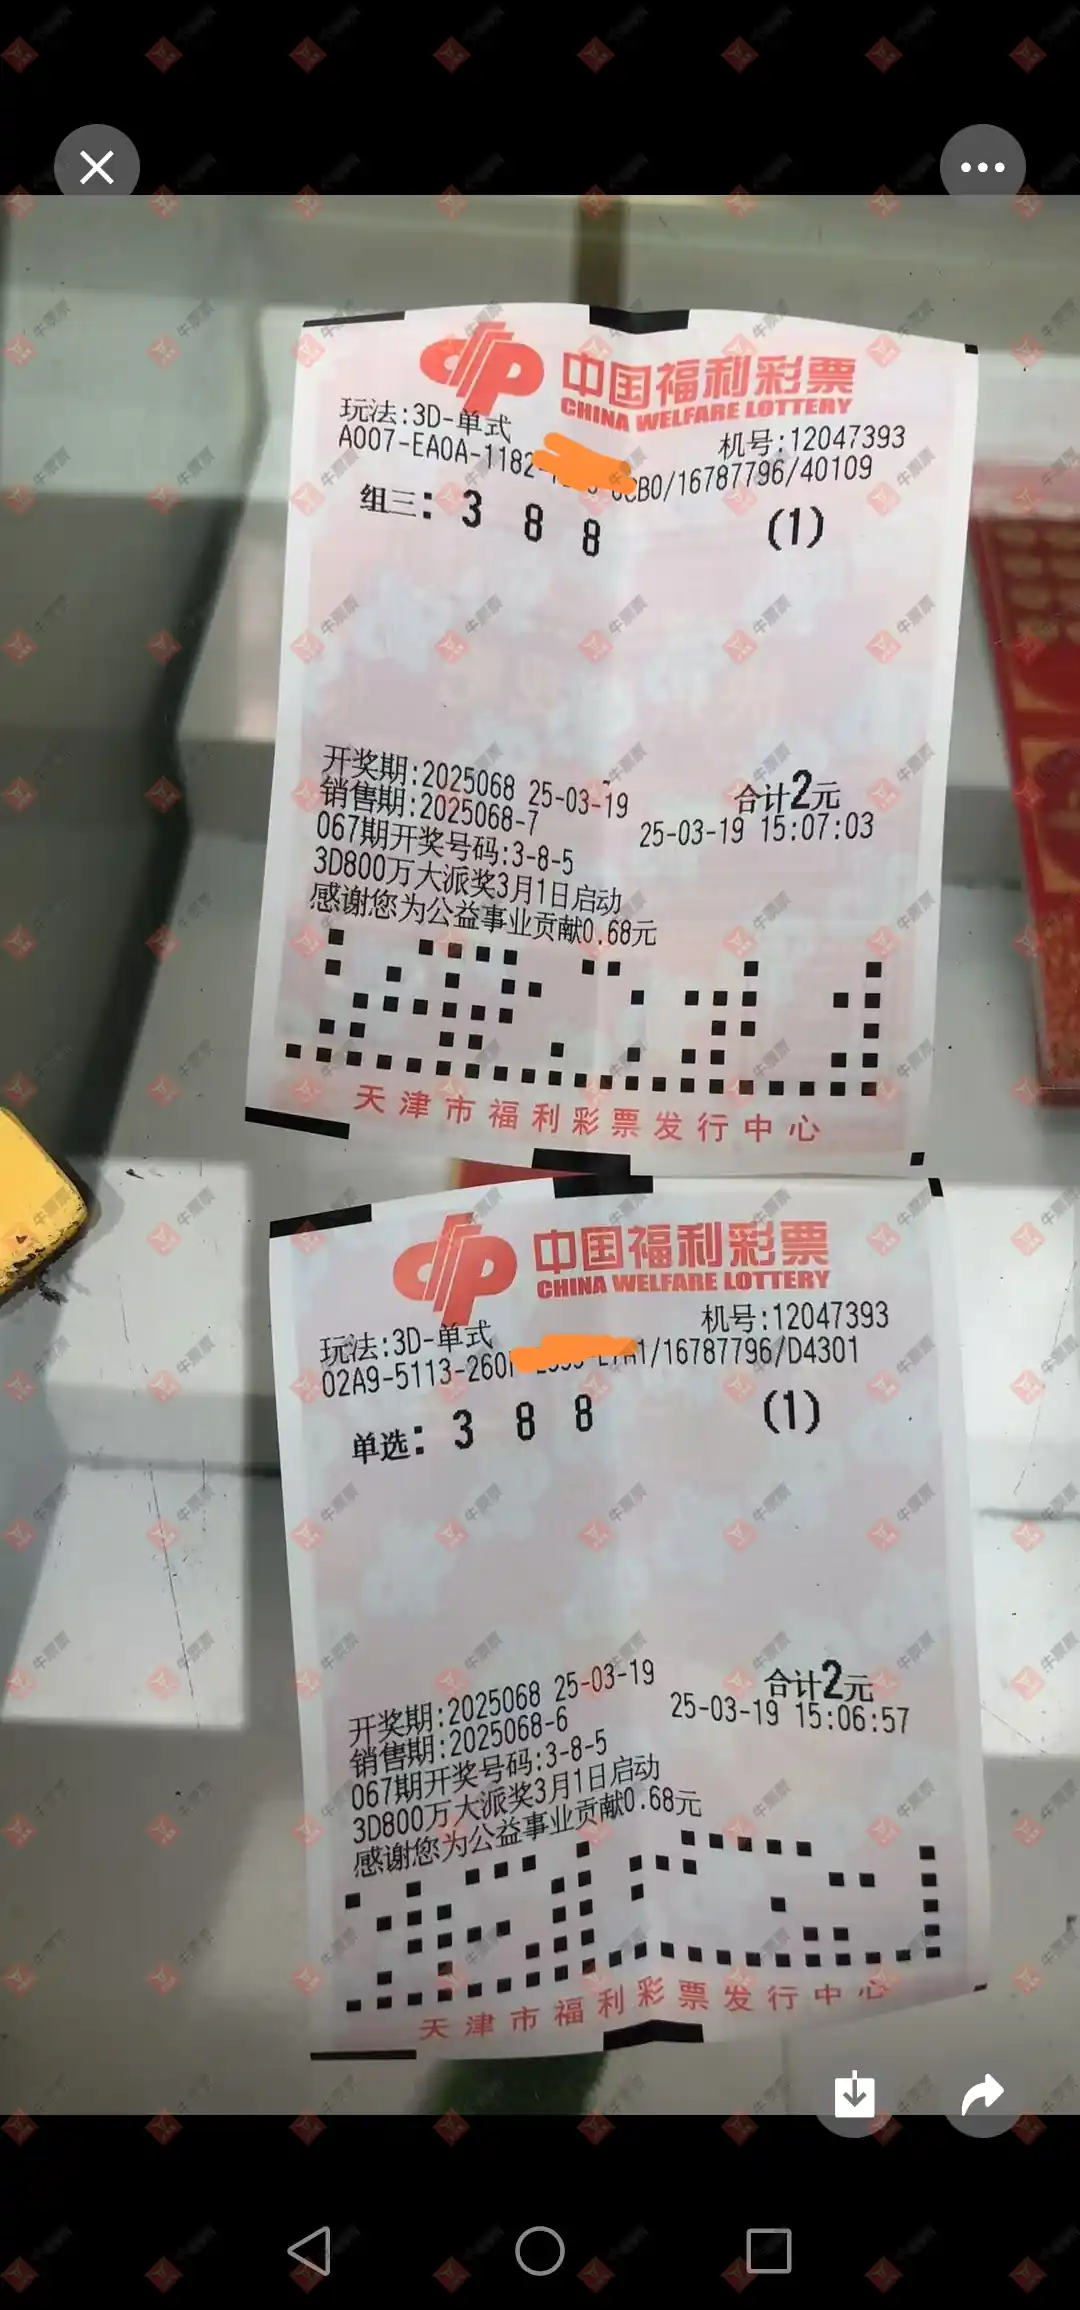 中国福利彩票
CHINA WELFARE LOTTERY
玩法:3D-单式
机号:12047393
A007-EA0A-1182 CB0/16787796/40109
组三: 3 8 8 (1)
开奖期:2025068 25-03-19
合计2元
销售期:2025068-7
25-03-19 15:07:03
067期开奖号码:3-8-5
3D800万大派奖3月1日启动
感谢您为公益事业贡献0.68元
天津市福利彩票发行中心
中国福利彩票
CHINA WELFARE LOTTERY
玩法:3D-单式
机号:12047393
02A9-5113-260 A1/16787796/D4301
单选: 3 8 8 (1)
开奖期:2025068 25-03-19
合计2元
销售期:2025068-6
25-03-19 15:06:57
067期开奖号码:3-8-5
3D800万大派奖3月1日启动
感谢您为公益事业贡献0.68元
天津市福利彩票发行中心
牛票票